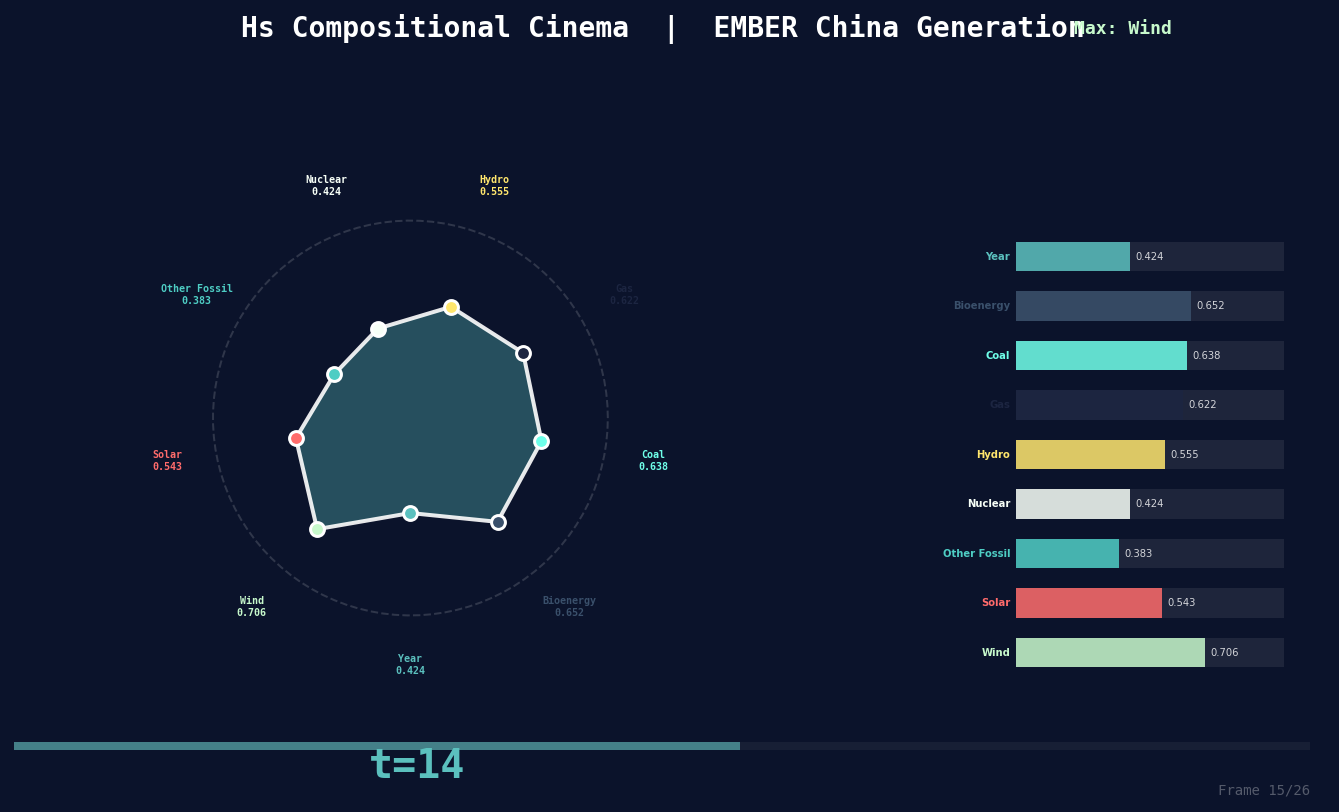 Hs Compositional Cinema | EMBER China Generation
Max: Wind
Nuclear
0.424
Hydro
0.555
Other Fossil
0.383
Gas
0.622
Solar
0.543
Coal
0.638
Wind
0.706
Bioenergy
0.652
Year
0.424
Year 0.424
Bioenergy 0.652
Coal 0.638
Gas 0.622
Hydro 0.555
Nuclear 0.424
Other Fossil 0.383
Solar 0.543
Wind 0.706
t=14
Frame 15/26